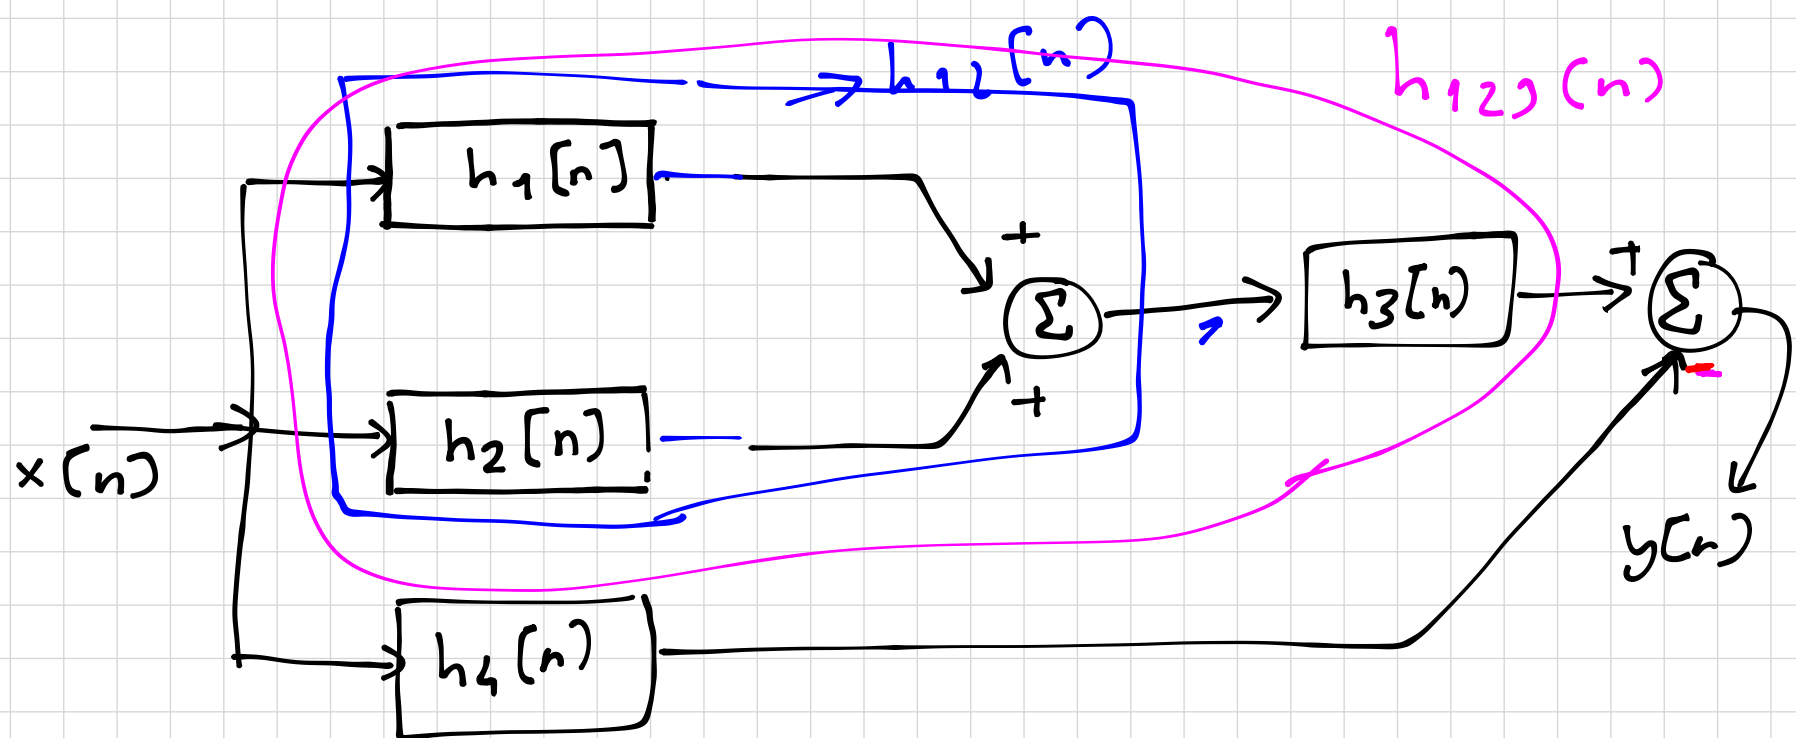 h12[n]
h123(n)
h1[n]
+
Σ
h3[n]
+
Σ
h2[n]
+
x[n]
y[n]
h4[n]